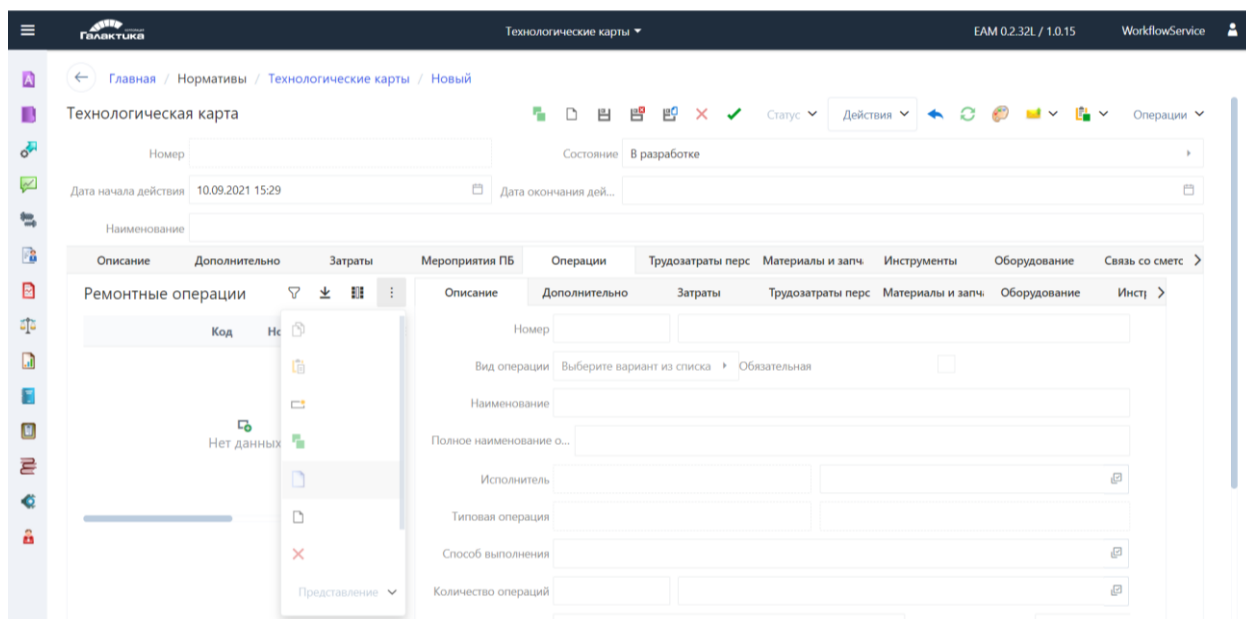 Галактика
Технологические карты
EAM 0.2.32L / 1.0.15
WorkflowService
Главная / Нормативы / Технологические карты / Новый
Технологическая карта
Статус
Действия
Операции
Номер
Состояние
В разработке
Дата начала действия
10.09.2021 15:29
Дата окончания дей...
Наименование
Описание
Дополнительно
Затраты
Мероприятия ПБ
Операции
Трудозатраты перс
Материалы и запч
Инструменты
Оборудование
Связь со сметс
Ремонтные операции
Описание
Дополнительно
Затраты
Трудозатраты перс
Материалы и запч
Оборудование
Инстр
Код
Но
Нет данных
Представление
Номер
Вид операции
Выберите вариант из списка
Обязательная
Наименование
Полное наименование о...
Исполнитель
Типовая операция
Способ выполнения
Количество операций